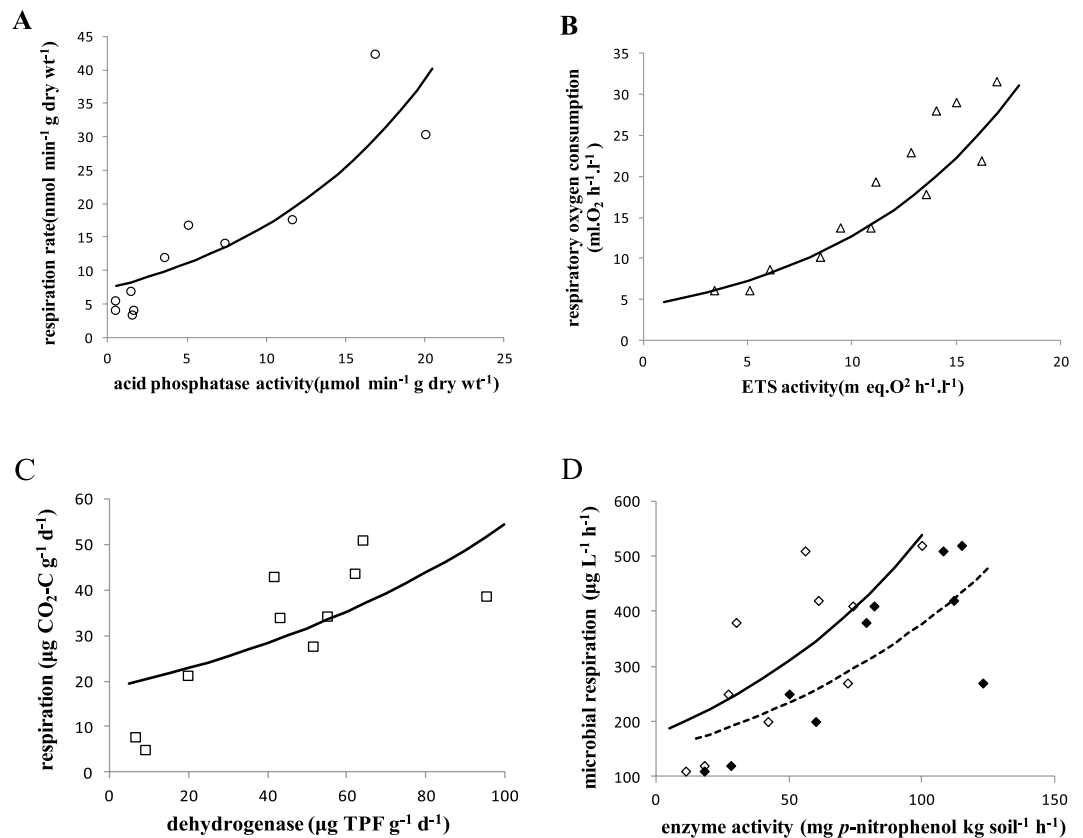 A
respiration rate(nmol min⁻¹ g dry wt⁻¹)
45
40
35
30
25
20
15
10
5
0
0 5 10 15 20 25
acid phosphatase activity(μmol min⁻¹ g dry wt⁻¹)
B
respiratory oxygen consumption
(ml.O₂ h⁻¹.l⁻¹)
35
30
25
20
15
10
5
0
0 5 10 15 20
ETS activity(m eq.O² h⁻¹.l⁻¹)
C
respiration (μg CO₂-C g⁻¹ d⁻¹)
60
50
40
30
20
10
0
0 20 40 60 80 100
dehydrogenase (μg TPF g⁻¹ d⁻¹)
D
microbial respiration (μg L⁻¹ h⁻¹)
600
500
400
300
200
100
0 50 100 150
enzyme activity (mg p-nitrophenol kg soil⁻¹ h⁻¹)